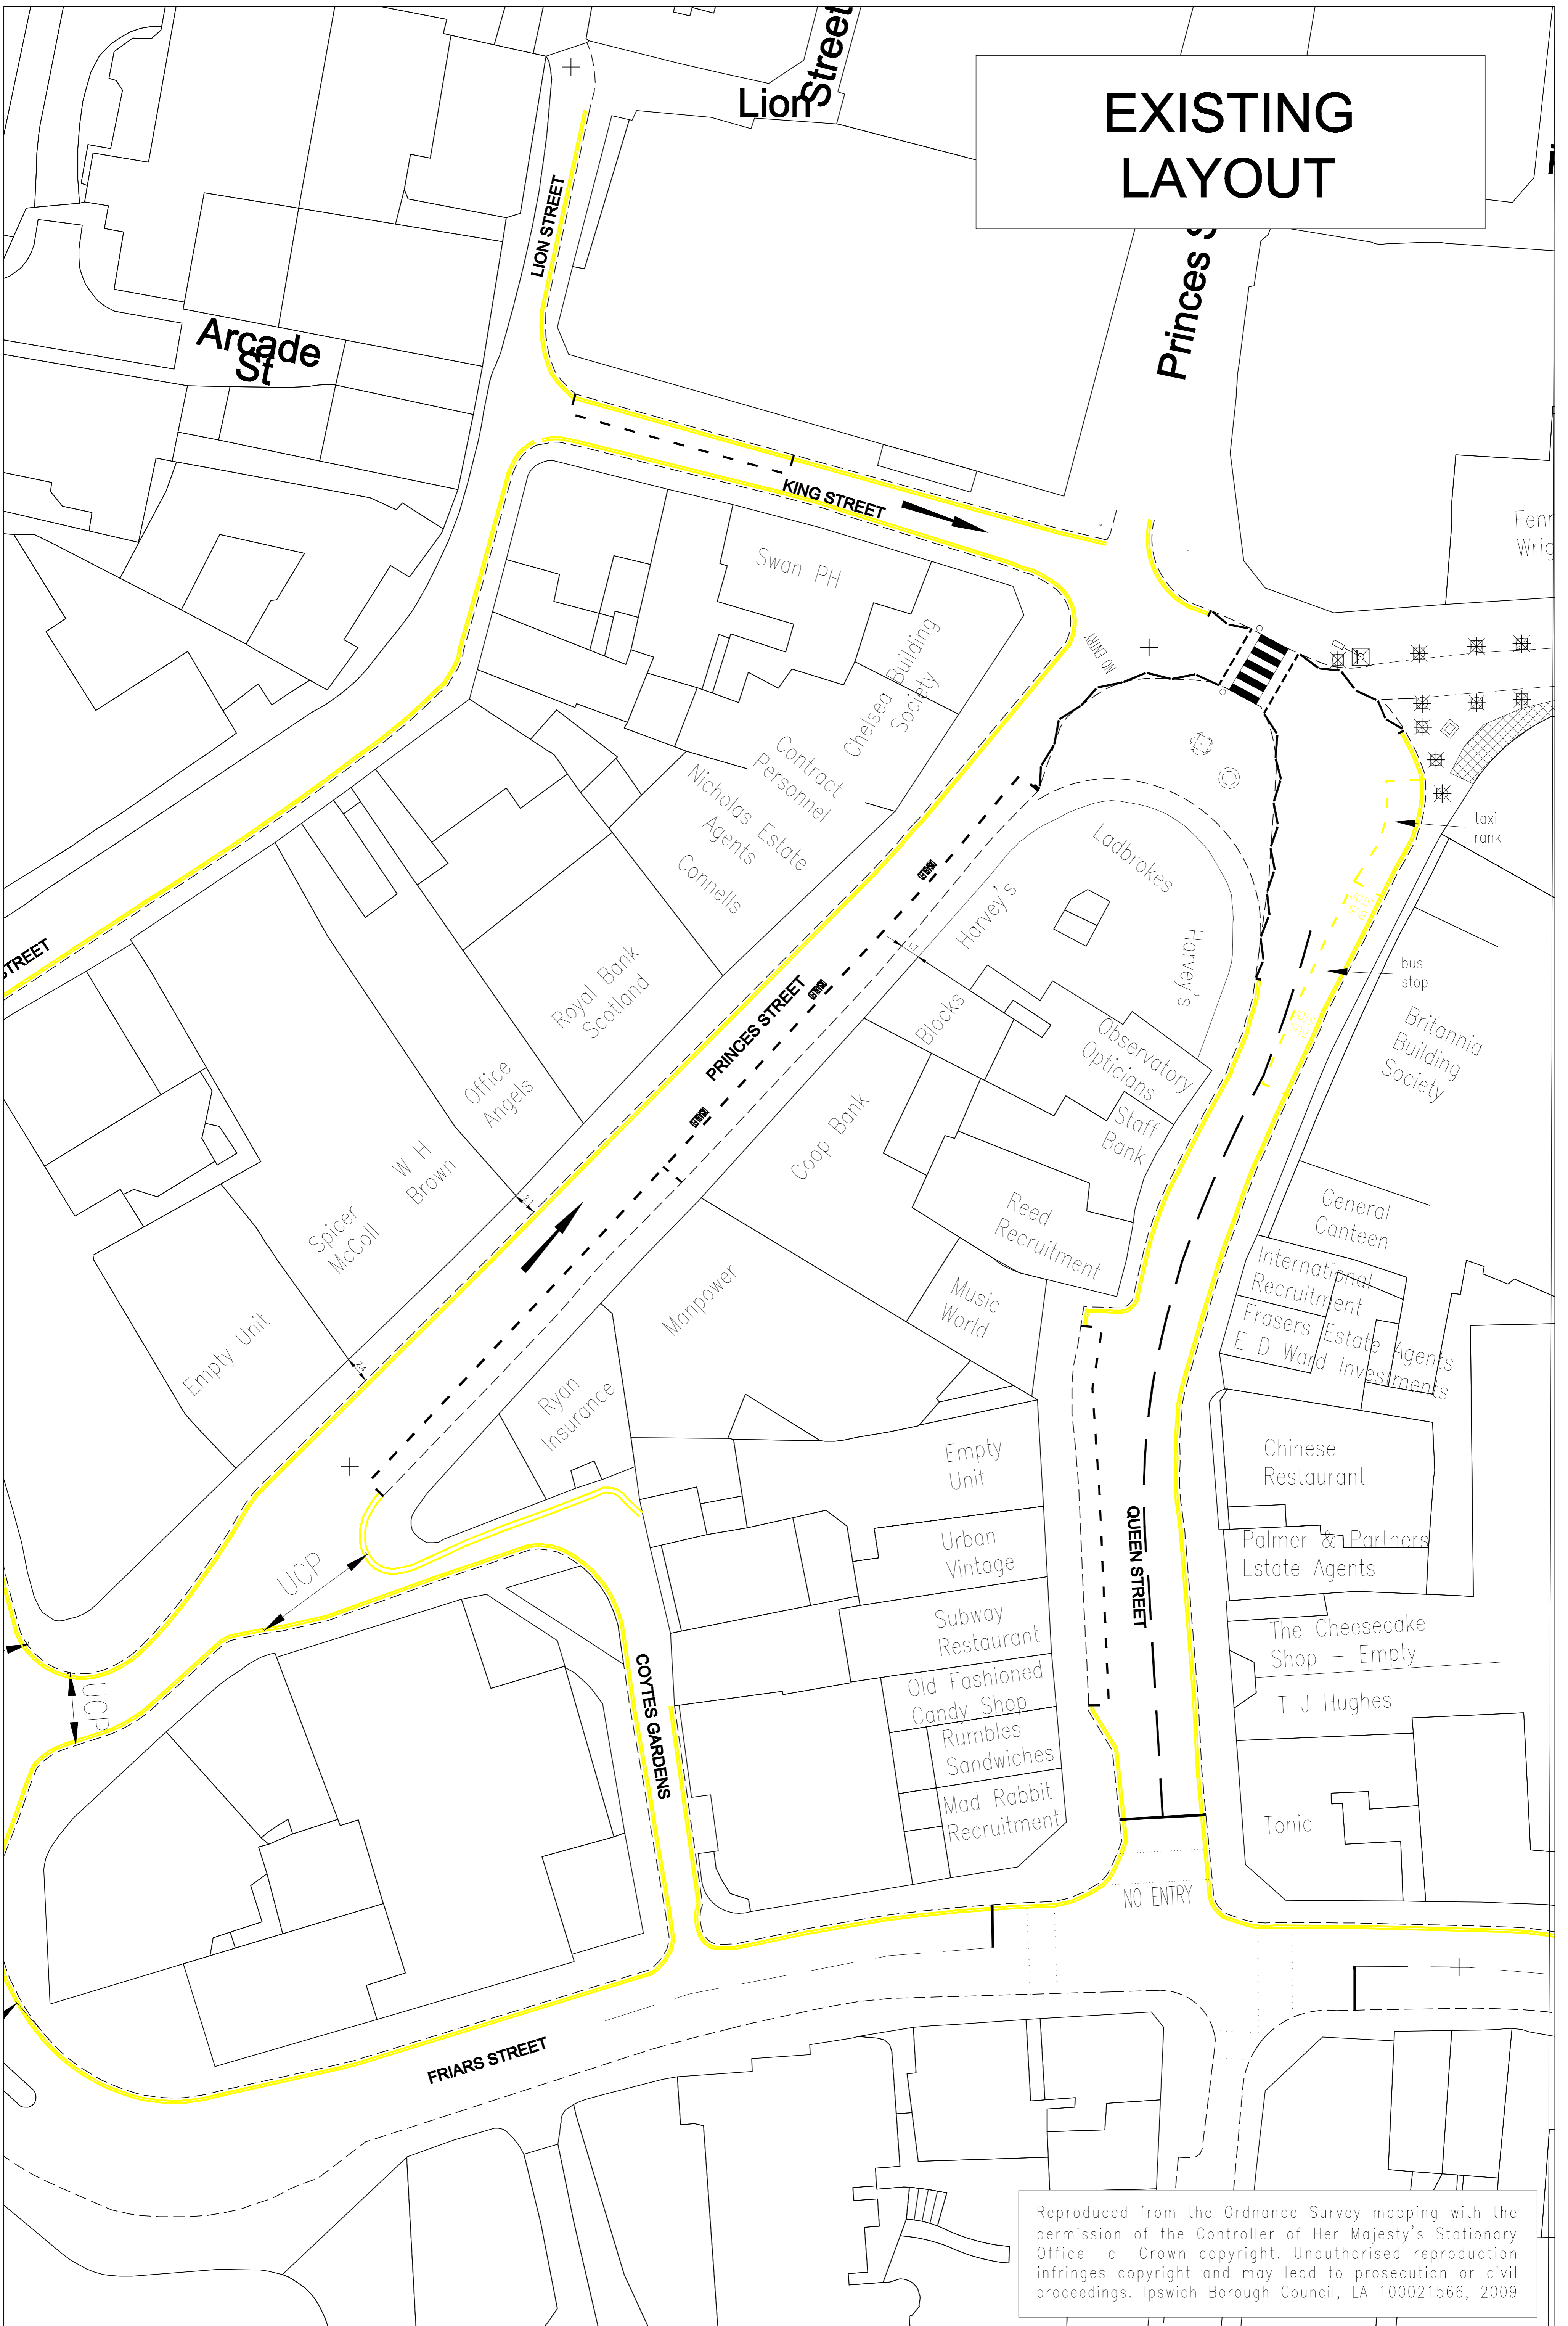 EXISTING
LAYOUT
Lion
Street
LION STREET
Princes
Arcade
St
KING STREET
Swan PH
Chelsea Building
Society
NO ENTRY
Contract
Personnel
Nicholas Estate
Agents
Connells
Ladbrokes
Harvey's
Harvey's
taxi
rank
bus
stop
STREET
1.7
Royal Bank
Scotland
PRINCES STREET
Blocks
Observatory
Opticians
Britannia
Building
Society
Office
Angels
Coop Bank
Staff
Bank
W H
Brown
2.1
Spicer
McColl
Reed
Recruitment
General
Canteen
International
Recruitment
Frasers Estate Agents
E D Ward Investments
Manpower
Music
World
Empty Unit
2.4
Ryan
Insurance
Empty
Unit
Chinese
Restaurant
QUEEN STREET
Urban
Vintage
Palmer & Partners
Estate Agents
UCP
Subway
Restaurant
The Cheesecake
Shop - Empty
UCP
COYTES GARDENS
Old Fashioned
Candy Shop
T J Hughes
Rumbles
Sandwiches
Mad Rabbit
Recruitment
Tonic
NO ENTRY
FRIARS STREET
Reproduced from the Ordnance Survey mapping with the
permission of the Controller of Her Majesty's Stationary
Office c Crown copyright. Unauthorised reproduction
infringes copyright and may lead to prosecution or civil
proceedings. Ipswich Borough Council, LA 100021566, 2009